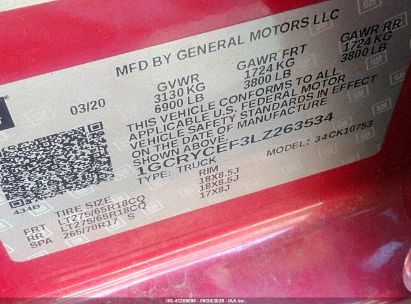 MFD BY GENERAL MOTORS LLC
03/20
GVWR GAWR FRT GAWR RR
3130 KG 1724 KG 1724 KG
6900 LB 3800 LB 3800 LB
THIS VEHICLE CONFORMS TO ALL
APPLICABLE U.S. FEDERAL MOTOR
VEHICLE SAFETY STANDARDS IN EFFECT
ON THE DATE OF MANUFACTURE
SHOWN ABOVE.
1GCRYCEF3LZ263534
TYPE: TRUCK MODEL: 34CK10753
4346
TIRE SIZE RIM
FRT LT275/65R18CQ 18X8.5J
RR LT275/65R18CQ 18X8.5J
SPA 265/70R17 S 17X8J